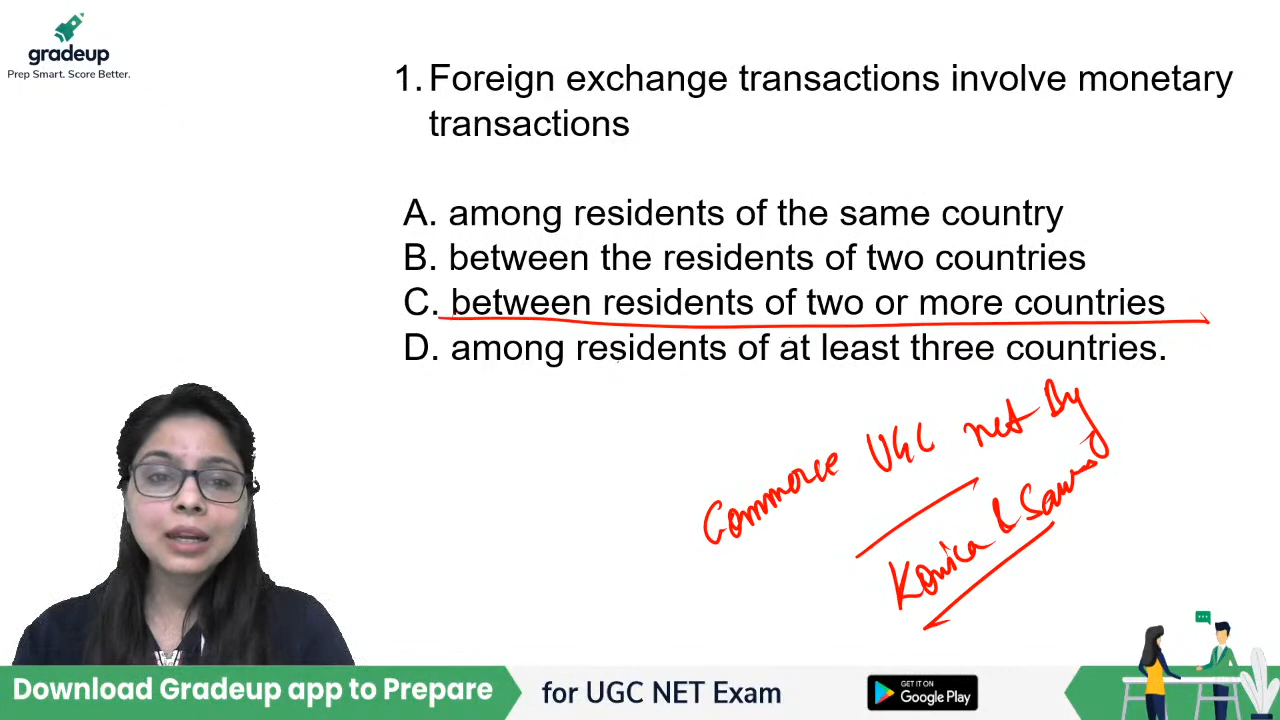 gradeup
Prep Smart. Score Better.
1. Foreign exchange transactions involve monetary
transactions
A. among residents of the same country
B. between the residents of two countries
C. between residents of two or more countries
D. among residents of at least three countries.
Commerce UGC net By
Konica &
Download Gradeup app to Prepare
for UGC NET Exam
GET IT ON
Google Play